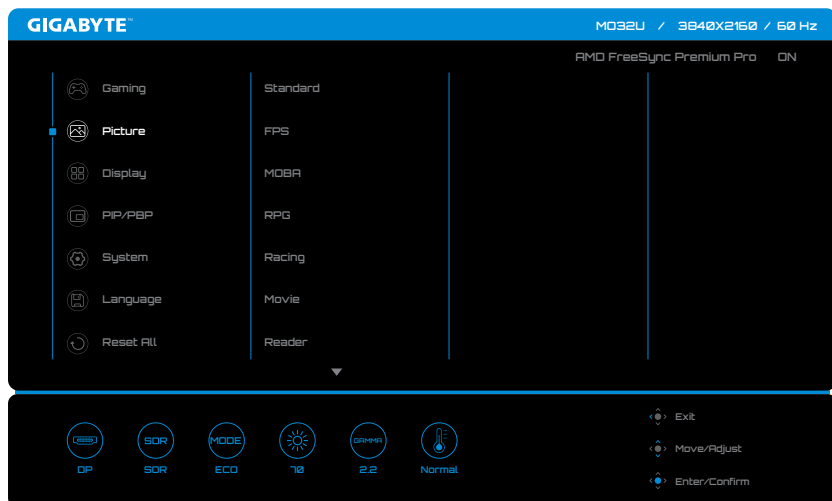 GIGABYTE™ MO32U / 3840X2160 / 60 Hz
AMD FreeSync Premium Pro ON
Gaming Standard
Picture FPS
Display MOBA
PIP/PBP RPG
System Racing
Language Movie
Reset All Reader
SDR MODE GAMMA
DP SDR ECO 70 2.2 Normal
Exit
Move/Adjust
Enter/Confirm